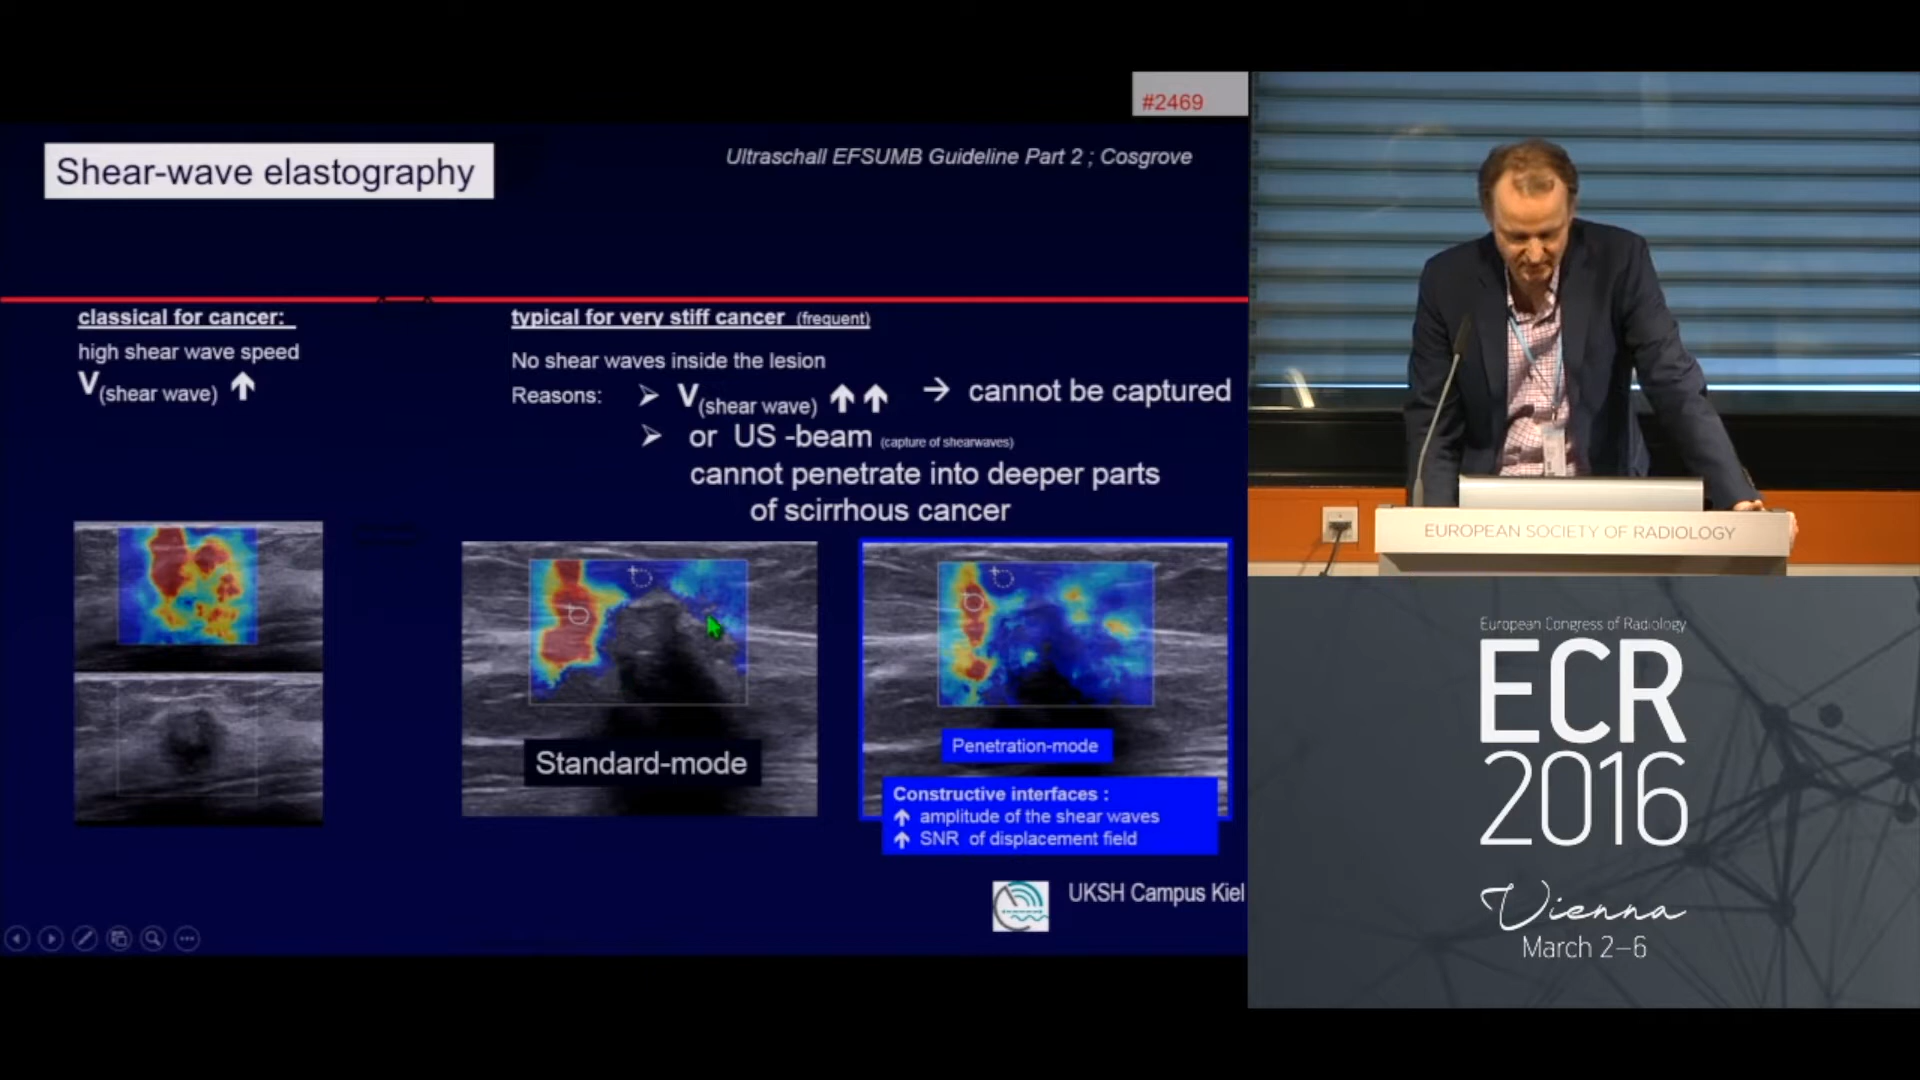 #2469
Shear-wave elastography
Ultraschall EFSUMB Guideline Part 2 ; Cosgrove
classical for cancer:
high shear wave speed
V(shear wave) ↑
typical for very stiff cancer (frequent)
No shear waves inside the lesion
Reasons: ➢ V(shear wave) ↑↑ → cannot be captured
➢ or US -beam (capture of shearwaves)
cannot penetrate into deeper parts
of scirrhous cancer
Standard-mode
Penetration-mode
Constructive interfaces :
↑ amplitude of the shear waves
↑ SNR of displacement field
UKSH Campus Kiel
EUROPEAN SOCIETY OF RADIOLOGY
European Congress of Radiology
ECR
2016
Vienna
March 2–6